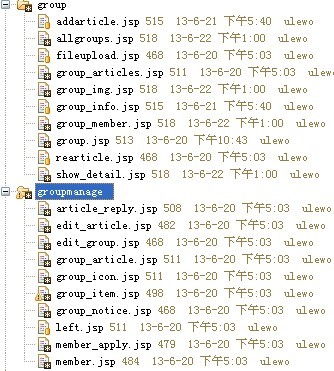 group
addarticle.jsp 515 13-6-21 下午5:40 ulewo
allgroups.jsp 518 13-6-22 下午1:00 ulewo
fileupload.jsp 468 13-6-20 下午5:03 ulewo
group_articles.jsp 511 13-6-20 下午5:03
group_img.jsp 518 13-6-22 下午1:00 ulewo
group_info.jsp 515 13-6-21 下午5:40 ulewo
group_member.jsp 518 13-6-22 下午1:00 ulewo
group.jsp 513 13-6-20 下午10:43 ulewo
rearticle.jsp 468 13-6-20 下午5:03 ulewo
show_detail.jsp 518 13-6-22 下午1:00 ulewo
groupmanage
article_reply.jsp 508 13-6-20 下午5:03
edit_article.jsp 482 13-6-20 下午5:03 ulewo
edit_group.jsp 468 13-6-20 下午5:03 ulewo
group_article.jsp 511 13-6-20 下午5:03
group_icon.jsp 511 13-6-20 下午5:03 ulewo
group_item.jsp 498 13-6-20 下午5:03 ulewo
group_notice.jsp 468 13-6-20 下午5:03
left.jsp 511 13-6-20 下午5:03 ulewo
member_apply.jsp 479 13-6-20 下午5:03
member.jsp 484 13-6-20 下午5:03 ulewo